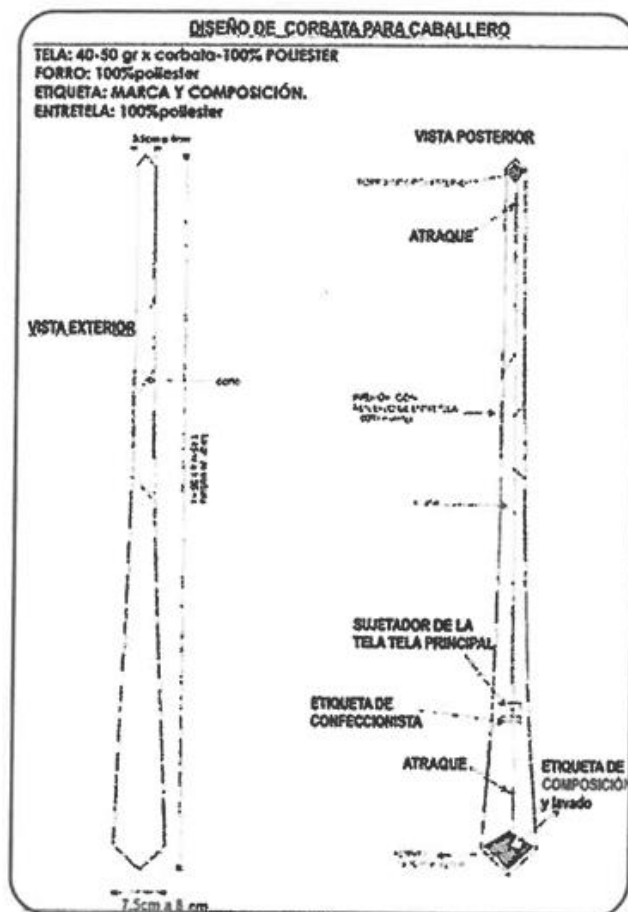 DISEÑO DE CORBATA PARA CABALLERO
TELA: 40-50 gr x corbata-100% POLIESTER
FORRO: 100%poliester
ETIQUETA: MARCA Y COMPOSICIÓN.
ENTRETELA: 100%poliester
VISTA POSTERIOR
ATRAQUE
VISTA EXTERIOR
SUJETADOR DE LA
TELA TELA PRINCIPAL
ETIQUETA DE
CONFECCIONISTA
ATRAQUE
ETIQUETA DE
COMPOSICIÓN
y lavado
7.5cm a 8 cm